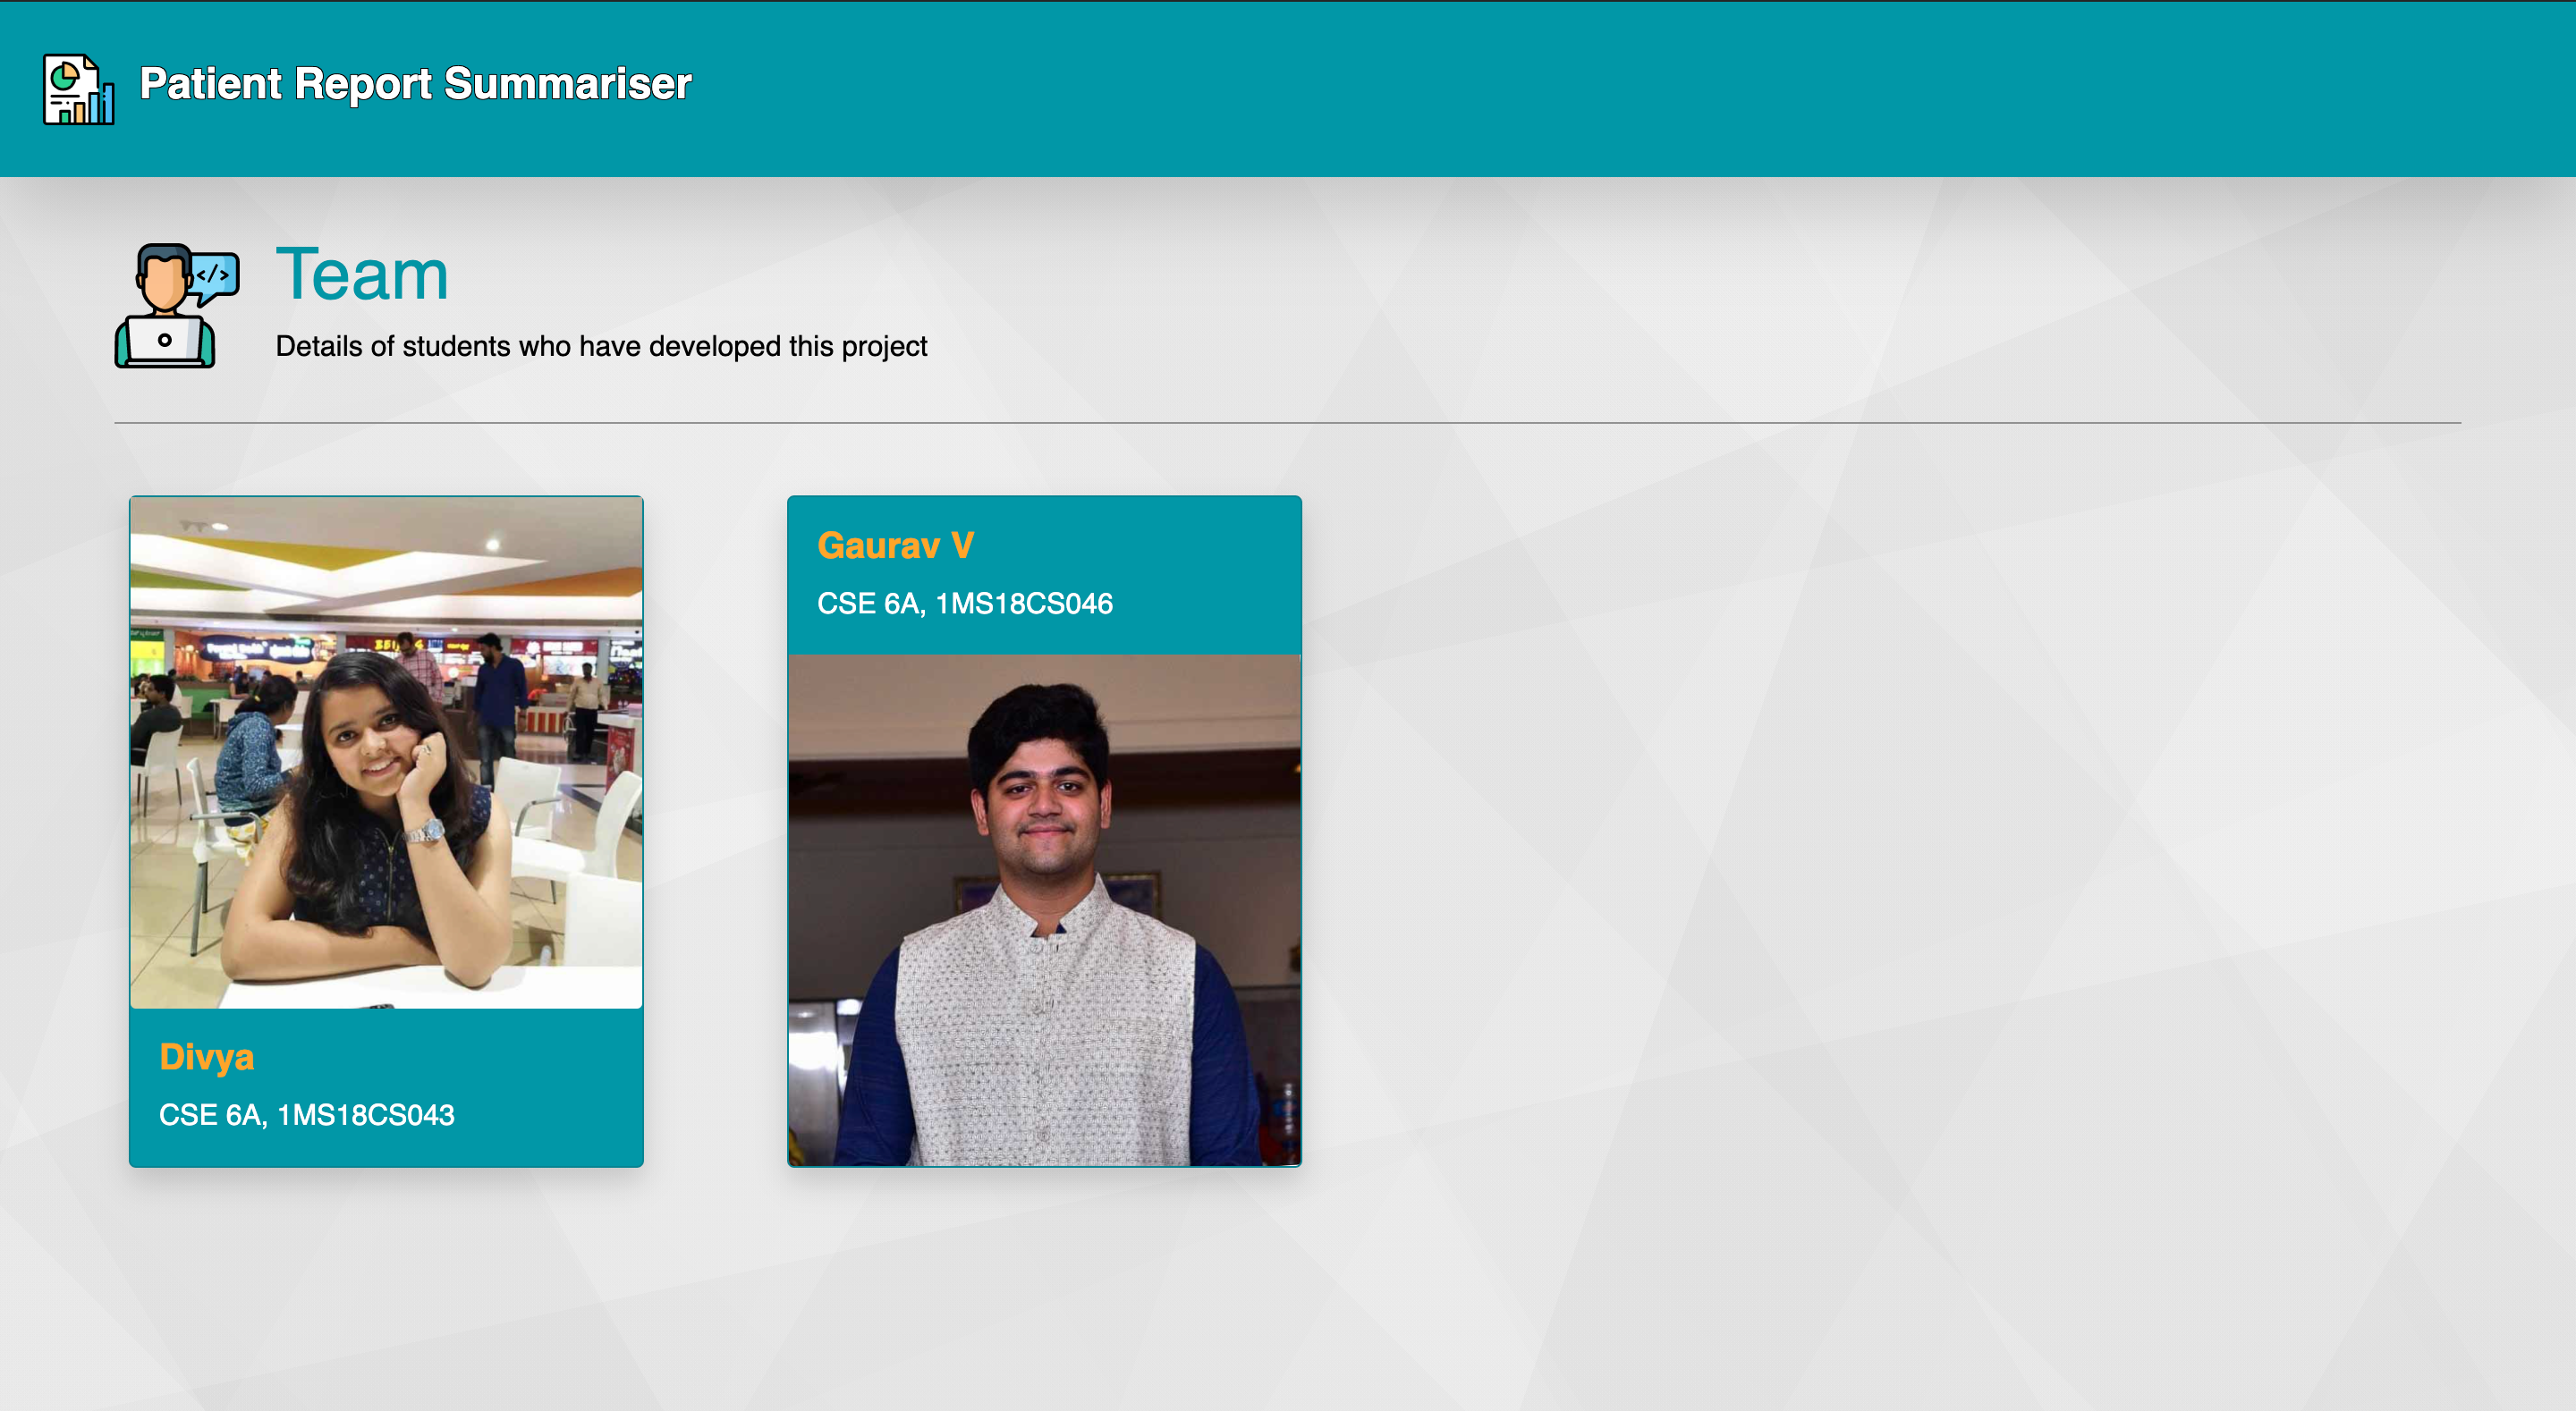 Patient Report Summariser
</>
Team
Details of students who have developed this project
Divya
CSE 6A, 1MS18CS043
Gaurav V
CSE 6A, 1MS18CS046